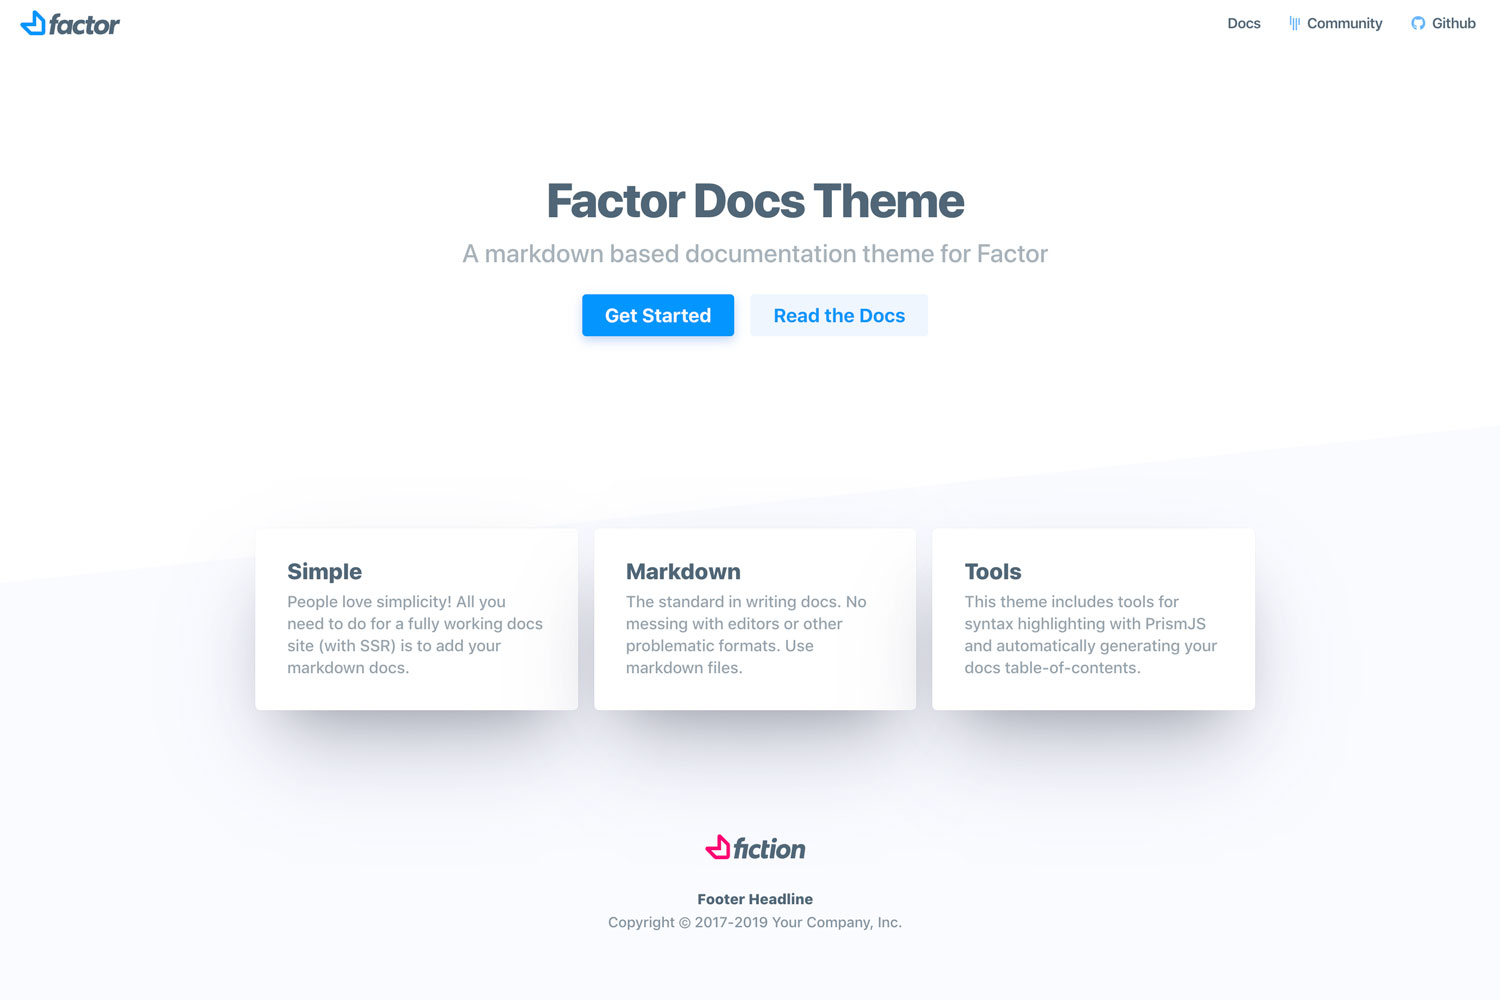 factor
Docs
Community
Github
Factor Docs Theme
A markdown based documentation theme for Factor
Get Started
Read the Docs
Simple
People love simplicity! All you
need to do for a fully working docs
site (with SSR) is to add your
markdown docs.
Markdown
The standard in writing docs. No
messing with editors or other
problematic formats. Use
markdown files.
Tools
This theme includes tools for
syntax highlighting with PrismJS
and automatically generating your
docs table-of-contents.
fiction
Footer Headline
Copyright © 2017-2019 Your Company, Inc.